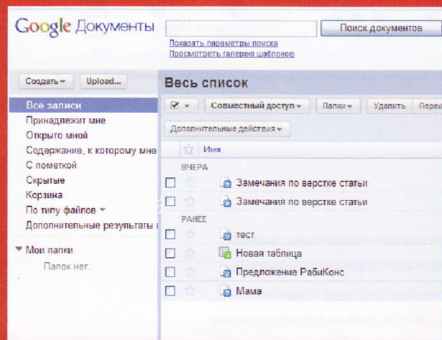 Google Документы
Поиск документов
Показать параметры поиска
Просмотреть галерею шаблонов
Создать Upload...
Весь список
Все записи
Принадлежит мне
Открыто мной
Содержание, к которому мне
С пометкой
Скрытые
Корзина
По типу файлов
Дополнительные результаты
Мои папки
Папок нет.
Совместный доступ Папки Удалить Переи
Дополнительные действия
Имя
ВЧЕРА
Замечания по верстке статьи
Замечания по верстке статьи
РАНЕЕ
тест
Новая таблица
Предложение РабиКонс
Мама